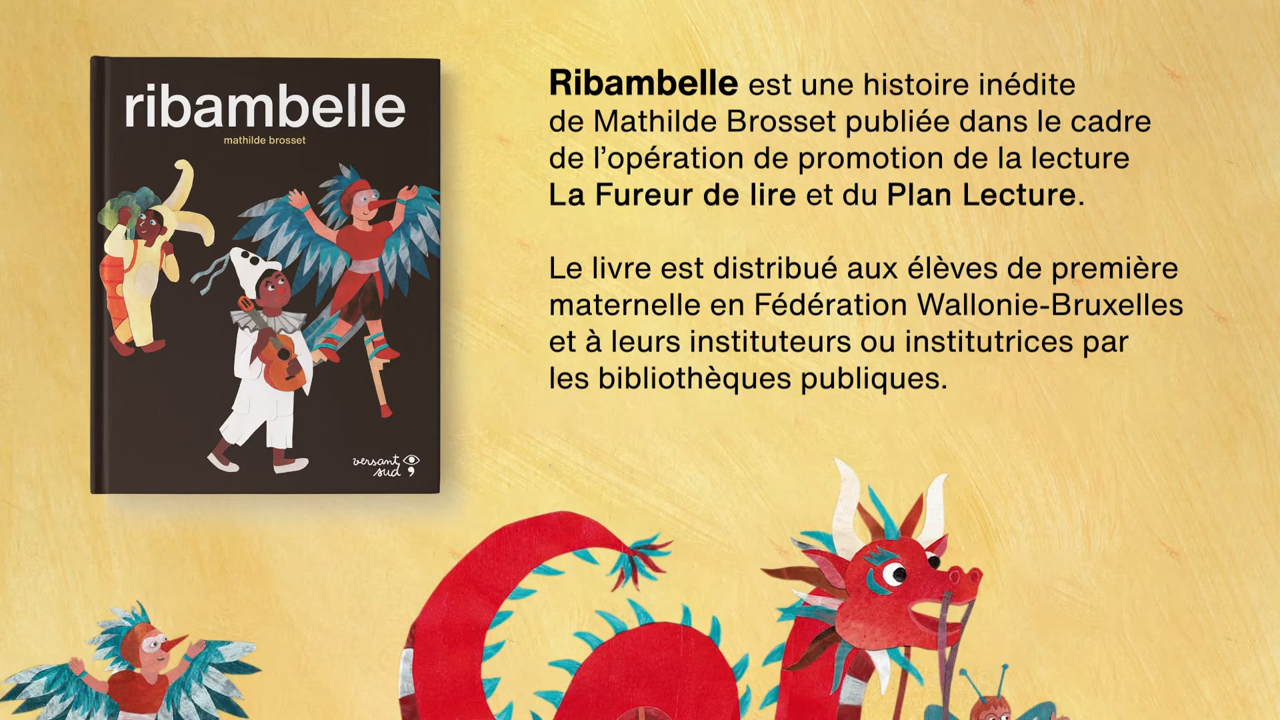 ribambelle
mathilde brosset
versant
sud
Ribambelle est une histoire inédite
de Mathilde Brosset publiée dans le cadre
de l’opération de promotion de la lecture
La Fureur de lire et du Plan Lecture.
Le livre est distribué aux élèves de première
maternelle en Fédération Wallonie-Bruxelles
et à leurs instituteurs ou institutrices par
les bibliothèques publiques.